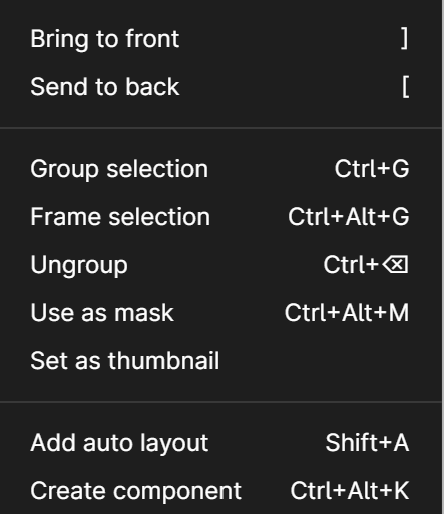 Bring to front ]
Send to back [
Group selection Ctrl+G
Frame selection Ctrl+Alt+G
Ungroup Ctrl+⌫
Use as mask Ctrl+Alt+M
Set as thumbnail
Add auto layout Shift+A
Create component Ctrl+Alt+K